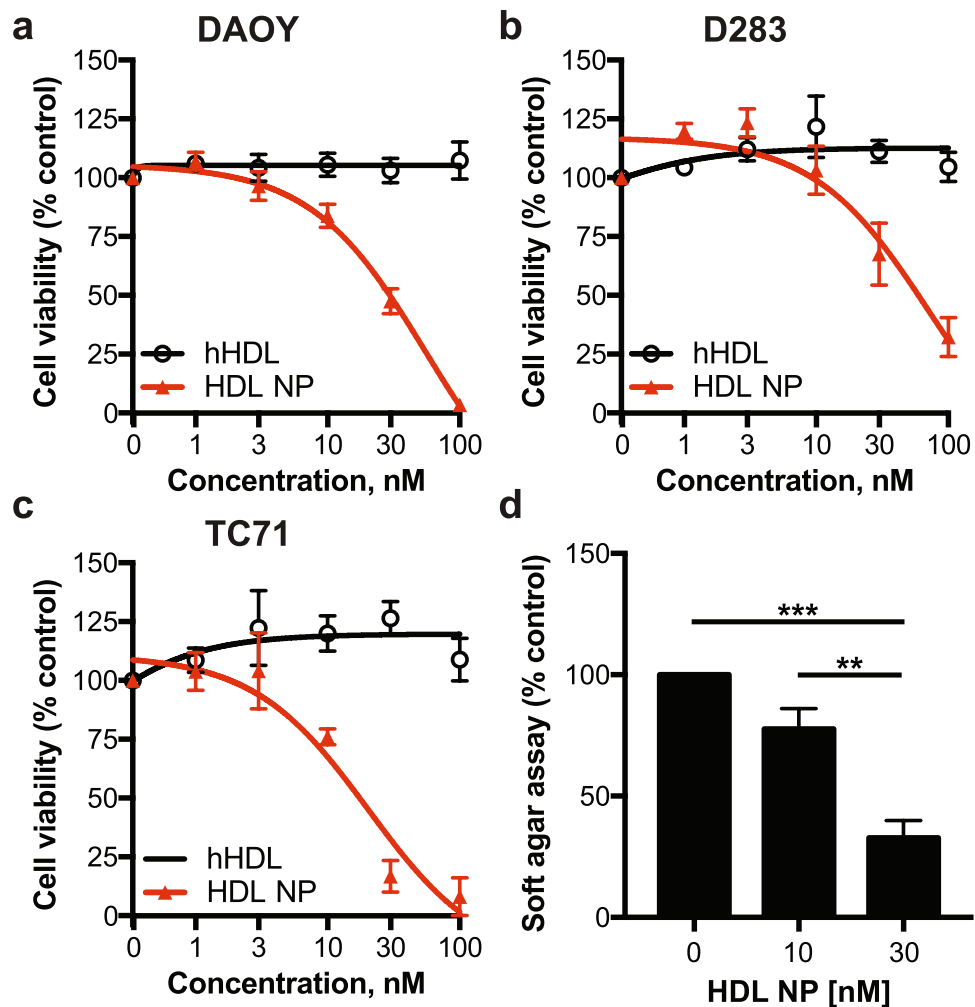 a
DAOY
Cell viability (% control)
150
125
100
75
50
25
0
hHDL
HDL NP
0 1 3 10 30 100
Concentration, nM
b
D283
Cell viability (% control)
150
125
100
75
50
25
0
hHDL
HDL NP
0 1 3 10 30 100
Concentration, nM
c
TC71
Cell viability (% control)
150
125
100
75
50
25
0
hHDL
HDL NP
0 1 3 10 30 100
Concentration, nM
d
Soft agar assay (% control)
150
100
50
0
***
**
0 10 30
HDL NP [nM]